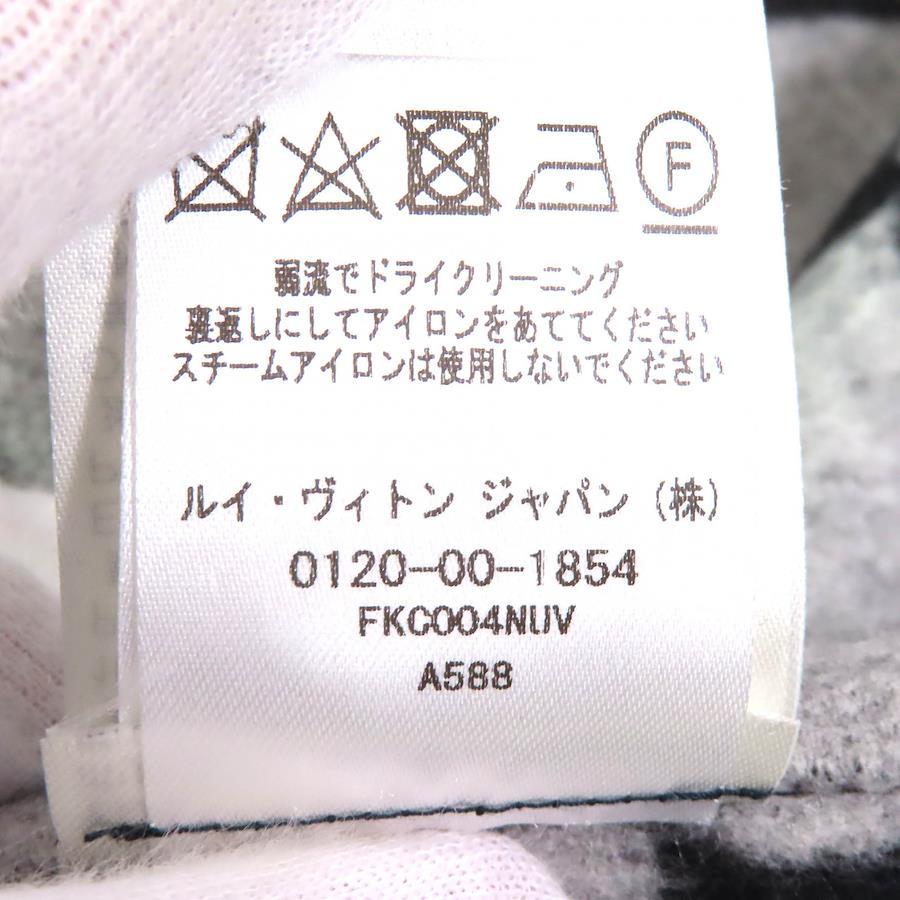 F
弱流でドライクリーニング
裏返しにしてアイロンをあててください
スチームアイロンは使用しないでください
ルイ・ヴィトン ジャパン (株)
0120-00-1854
FKC004NUV
A588